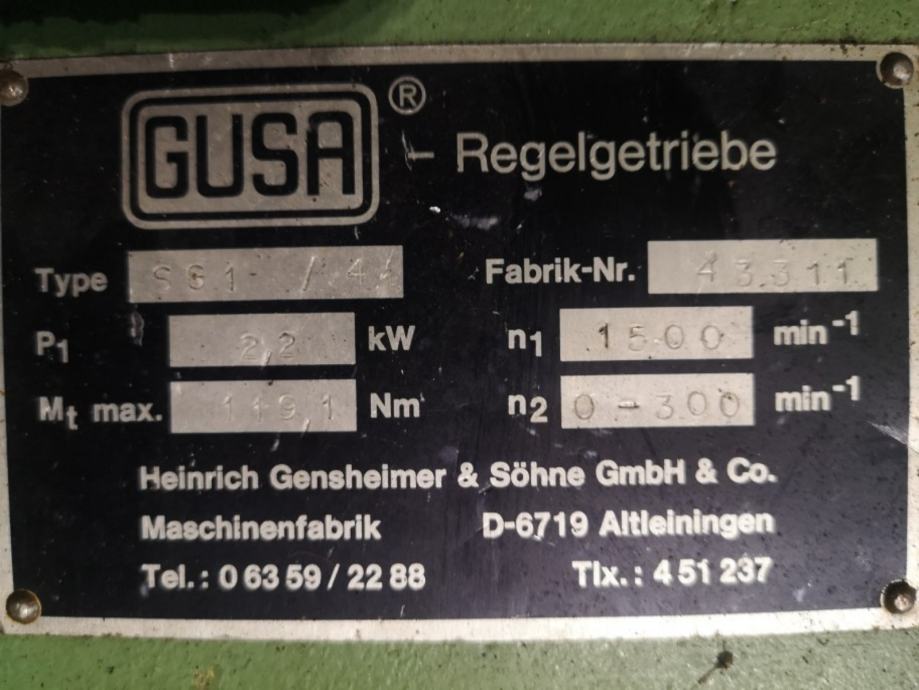 GUSA ® - Regelgetriebe
Type SG1 /4 Fabrik-Nr. 43311
P1 2,2 kW n1 1500 min-1
Mt max. 119,1 Nm n2 0-300 min-1
Heinrich Gensheimer & Söhne GmbH & Co.
Maschinenfabrik D-6719 Altleiningen
Tel.: 0 63 59 / 22 88 Tlx.: 4 51 237